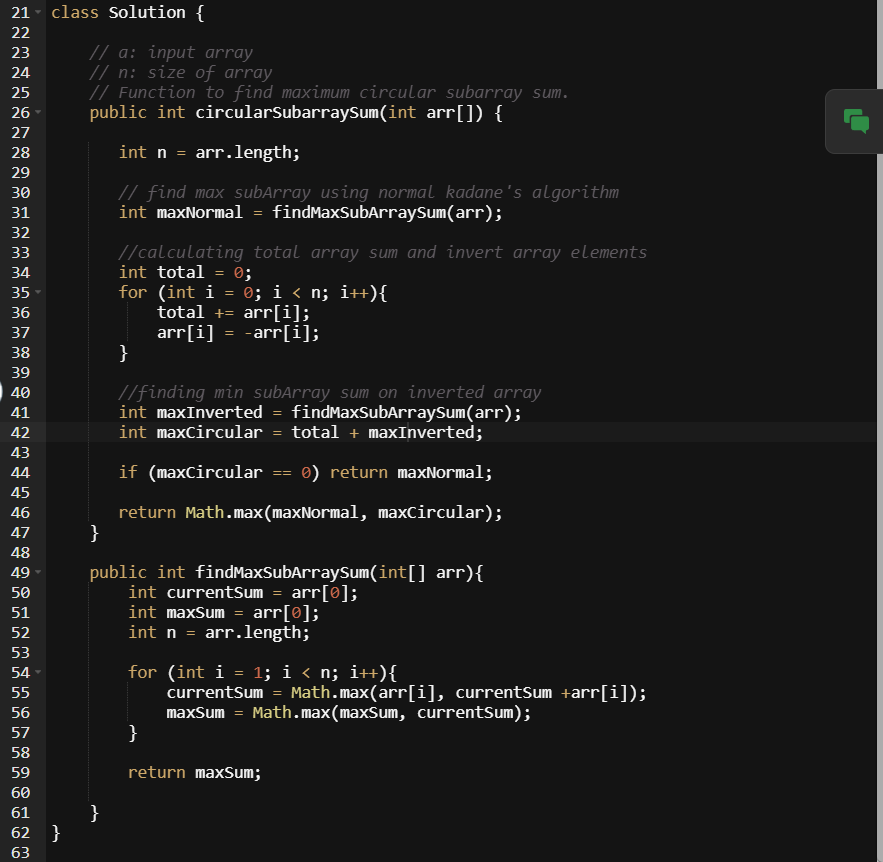 21 class Solution {
22
23     // a: input array
24     // n: size of array
25     // Function to find maximum circular subarray sum.
26     public int circularSubarraySum(int arr[]) {
27
28        int n = arr.length;
29
30        // find max subArray using normal kadane's algorithm
31        int maxNormal = findMaxSubArraySum(arr);
32
33        //calculating total array sum and invert array elements
34        int total = 0;
35        for (int i = 0; i < n; i++){
36            total += arr[i];
37            arr[i] = -arr[i];
38        }
39
40        //finding min subArray sum on inverted array
41        int maxInverted = findMaxSubArraySum(arr);
42        int maxCircular = total + maxInverted;
43
44        if (maxCircular == 0) return maxNormal;
45
46        return Math.max(maxNormal, maxCircular);
47     }
48
49     public int findMaxSubArraySum(int[] arr){
50         int currentSum = arr[0];
51         int maxSum = arr[0];
52         int n = arr.length;
53
54         for (int i = 1; i < n; i++){
55             currentSum = Math.max(arr[i], currentSum +arr[i]);
56             maxSum = Math.max(maxSum, currentSum);
57         }
58
59         return maxSum;
60
61     }
62 }
63